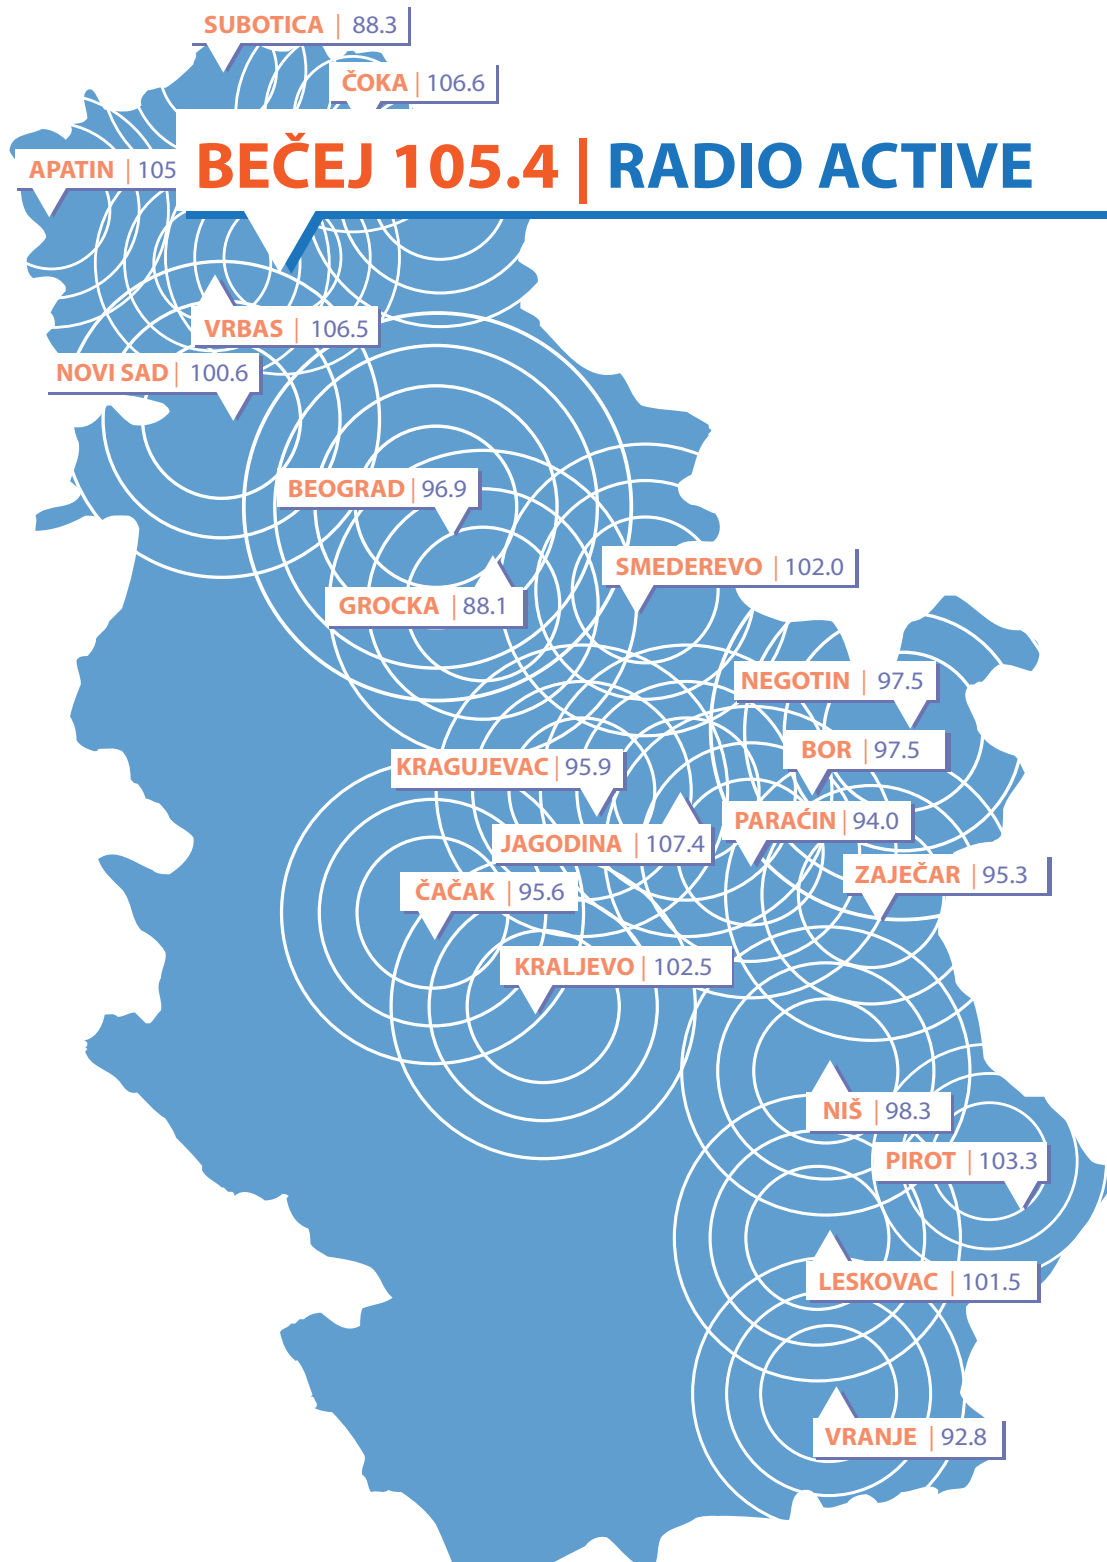 SUBOTICA | 88.3
ČOKA | 106.6
BEČEJ 105.4 | RADIO ACTIVE
APATIN | 105
VRBAS | 106.5
NOVI SAD | 100.6
BEOGRAD | 96.9
SMEDEREVO | 102.0
GROCKA | 88.1
NEGOTIN | 97.5
BOR | 97.5
KRAGUJEVAC | 95.9
PARAĆIN | 94.0
JAGODINA | 107.4
ZAJEČAR | 95.3
ČAČAK | 95.6
KRALJEVO | 102.5
NIŠ | 98.3
PIROT | 103.3
LESKOVAC | 101.5
VRANJE | 92.8